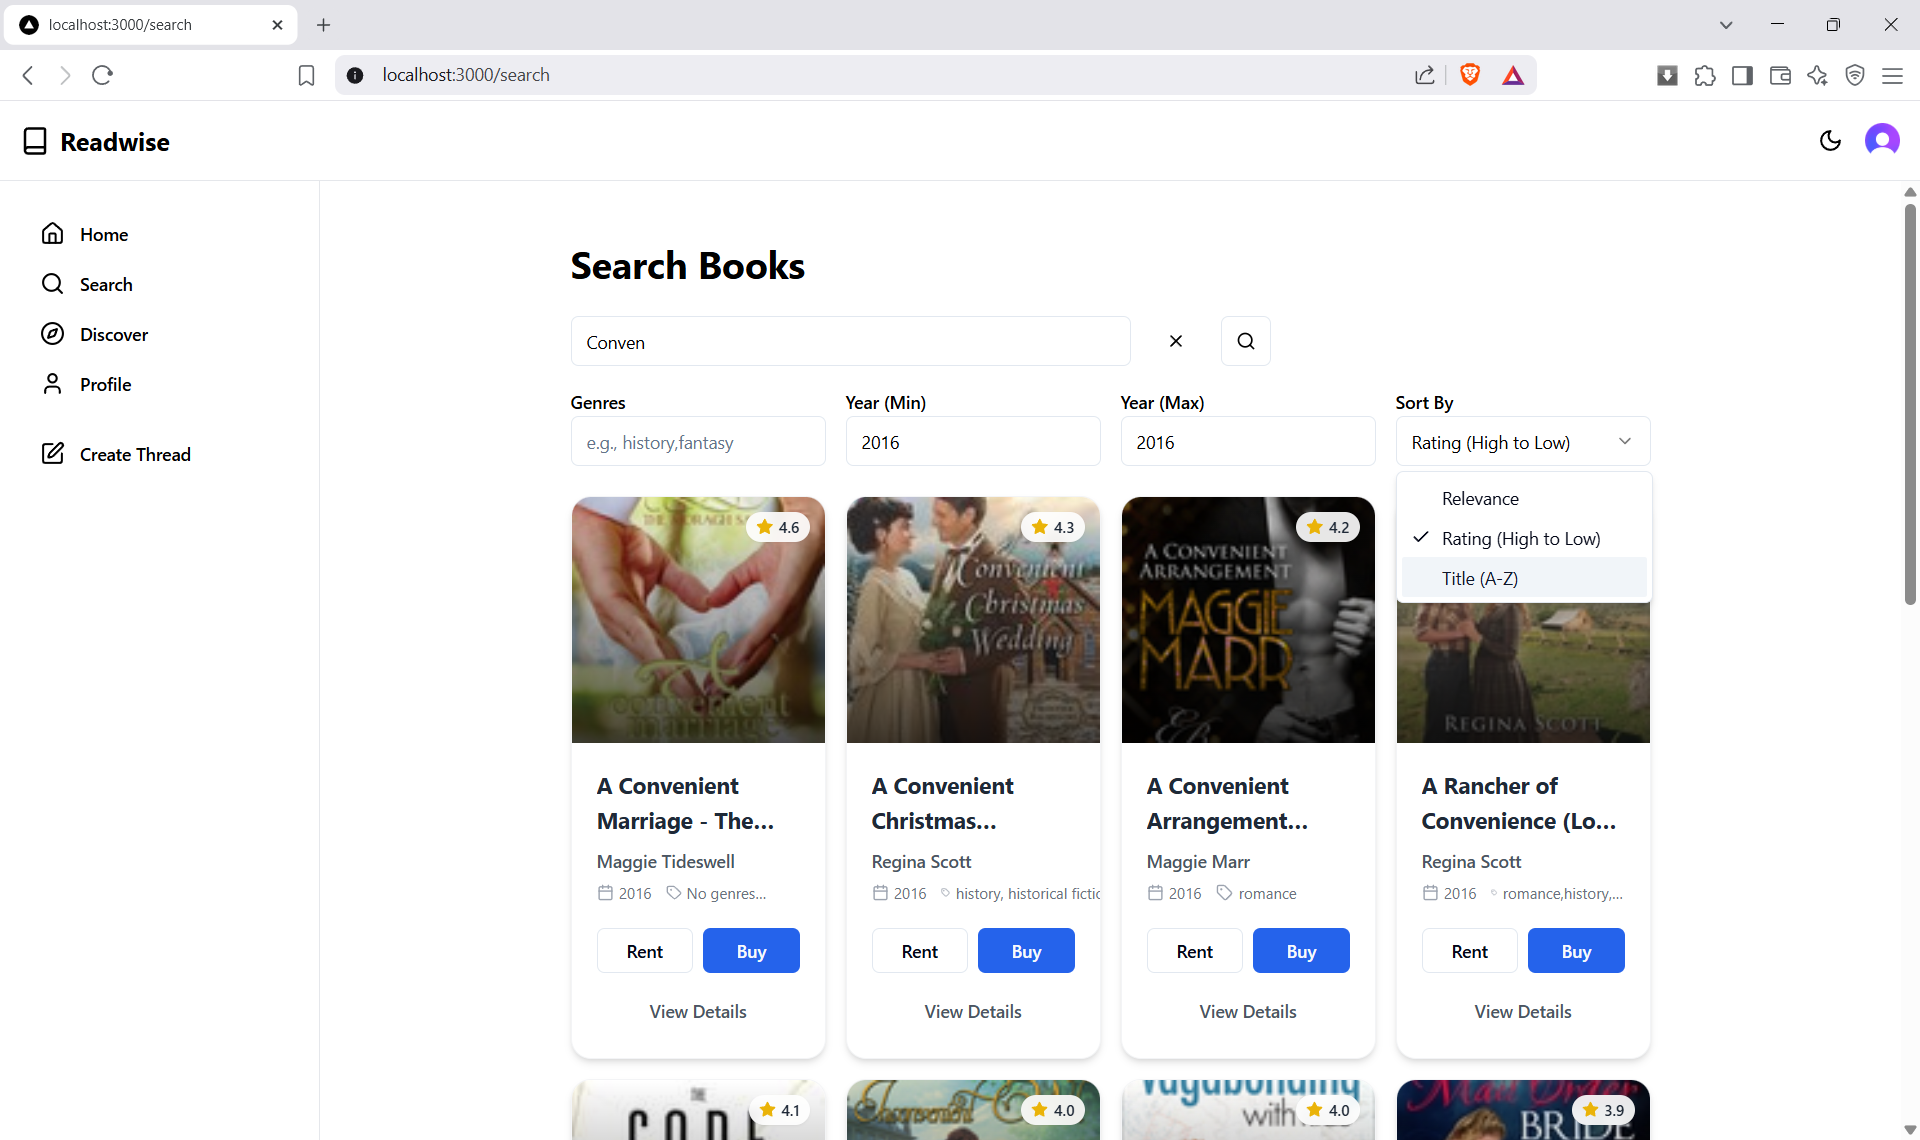 localhost:3000/search
localhost:3000/search
Readwise
Home
Search
Discover
Profile
Create Thread
Search Books
Conven
Genres
Year (Min)
Year (Max)
Sort By
e.g., history,fantasy
2016
2016
Rating (High to Low)
Relevance
Rating (High to Low)
Title (A-Z)
4.6
convenient
marriage
4.3
Convenient
Christmas
Wedding
4.2
A CONVENIENT
ARRANGEMENT
MAGGIE
MARR
REGINA SCOTT
A Convenient
Marriage - The...
Maggie Tideswell
2016 No genres...
Rent Buy
View Details
A Convenient
Christmas...
Regina Scott
2016 history, historical fictic
Rent Buy
View Details
A Convenient
Arrangement...
Maggie Marr
2016 romance
Rent Buy
View Details
A Rancher of
Convenience (Lo...
Regina Scott
2016 romance,history,...
Rent Buy
View Details
4.1
THE
CODE
4.0
4.0
Vagabonding
with
3.9
Mail Order
BRIDE